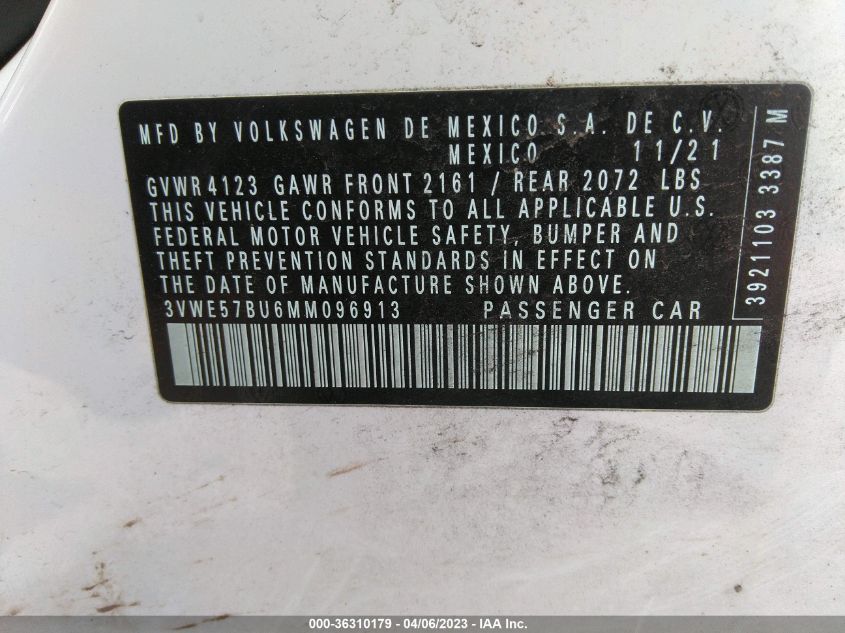 MFD BY VOLKSWAGEN DE MEXICO S.A. DE C.V.
MEXICO 11/21
GVWR 4123 GAWR FRONT 2161 / REAR 2072 LBS
THIS VEHICLE CONFORMS TO ALL APPLICABLE U.S.
FEDERAL MOTOR VEHICLE SAFETY, BUMPER AND
THEFT PREVENTION STANDARDS IN EFFECT ON
THE DATE OF MANUFACTURE SHOWN ABOVE.
3VWE57BU6MM096913 PASSENGER CAR
3921103 3387 M
000-36310179 - 04/06/2023 - IAA Inc.